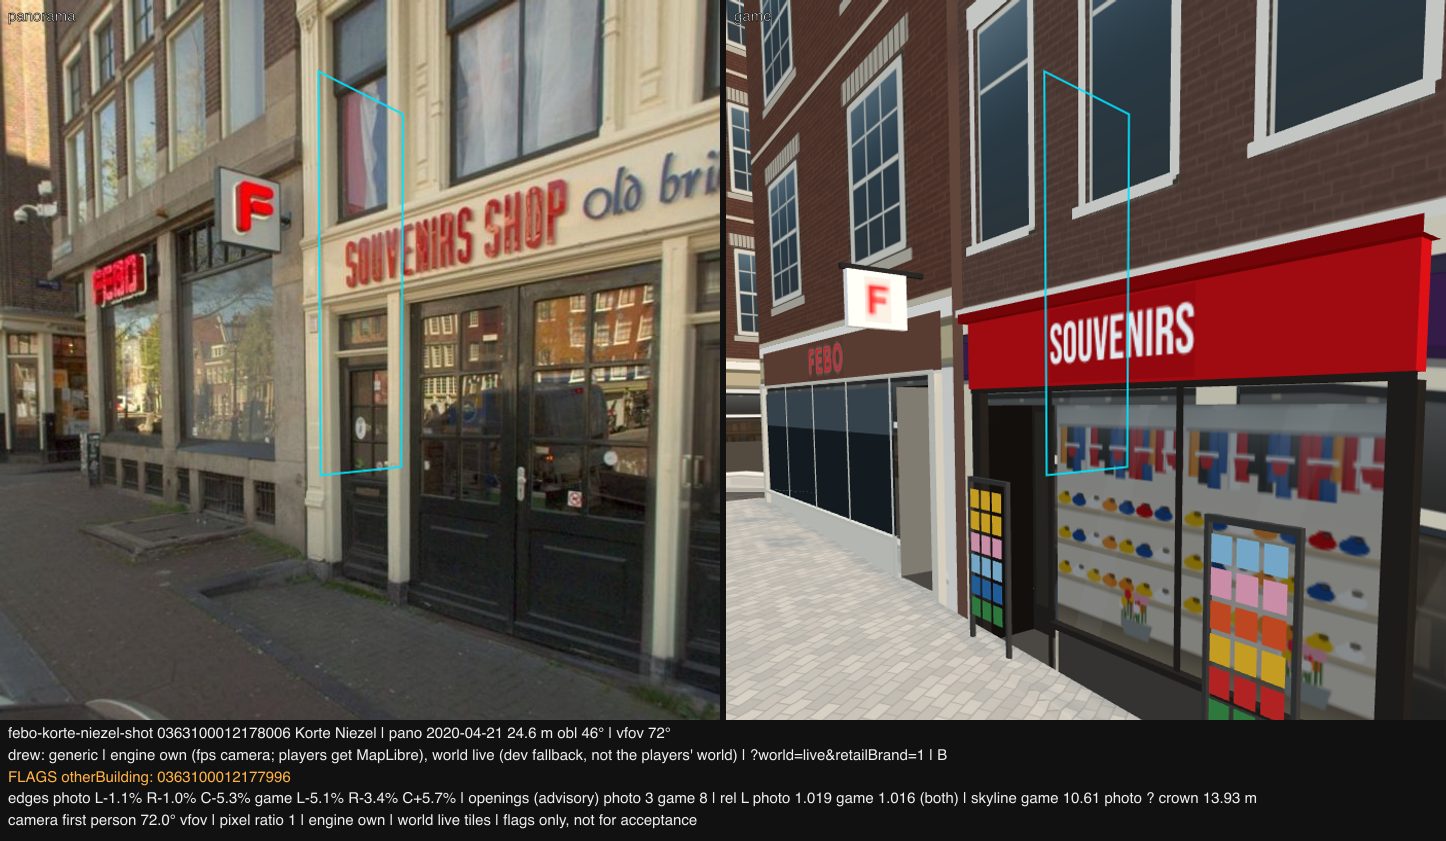 panorama
game
F
FEBO
SOUVENIRS SHOP old bri
F
FEBO
SOUVENIRS
febo-korte-niezel-shot 0363100012178006 Korte Niezel | pano 2020-04-21 24.6 m obl 46° | vfov 72°
drew: generic | engine own (fps camera; players get MapLibre), world live (dev fallback, not the players' world) | ?world=live&retailBrand=1 | B
FLAGS otherBuilding: 0363100012177996
edges photo L-1.1% R-1.0% C-5.3% game L-5.1% R-3.4% C+5.7% | openings (advisory) photo 3 game 8 | rel L photo 1.019 game 1.016 (both) | skyline game 10.61 photo ? crown 13.93 m
camera first person 72.0° vfov | pixel ratio 1 | engine own | world live tiles | flags only, not for acceptance